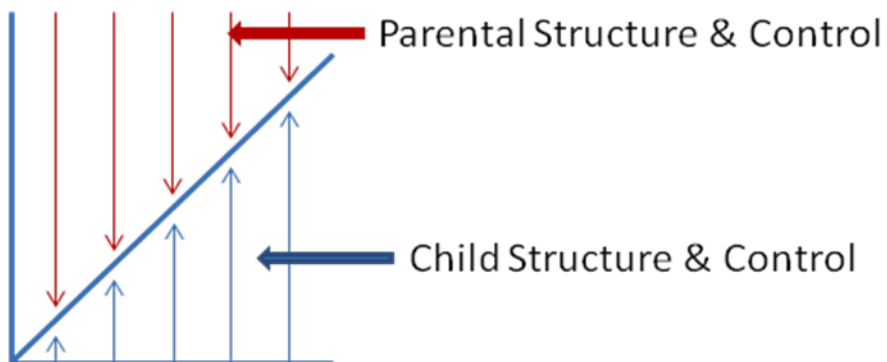 Parental Structure & Control
Child Structure & Control